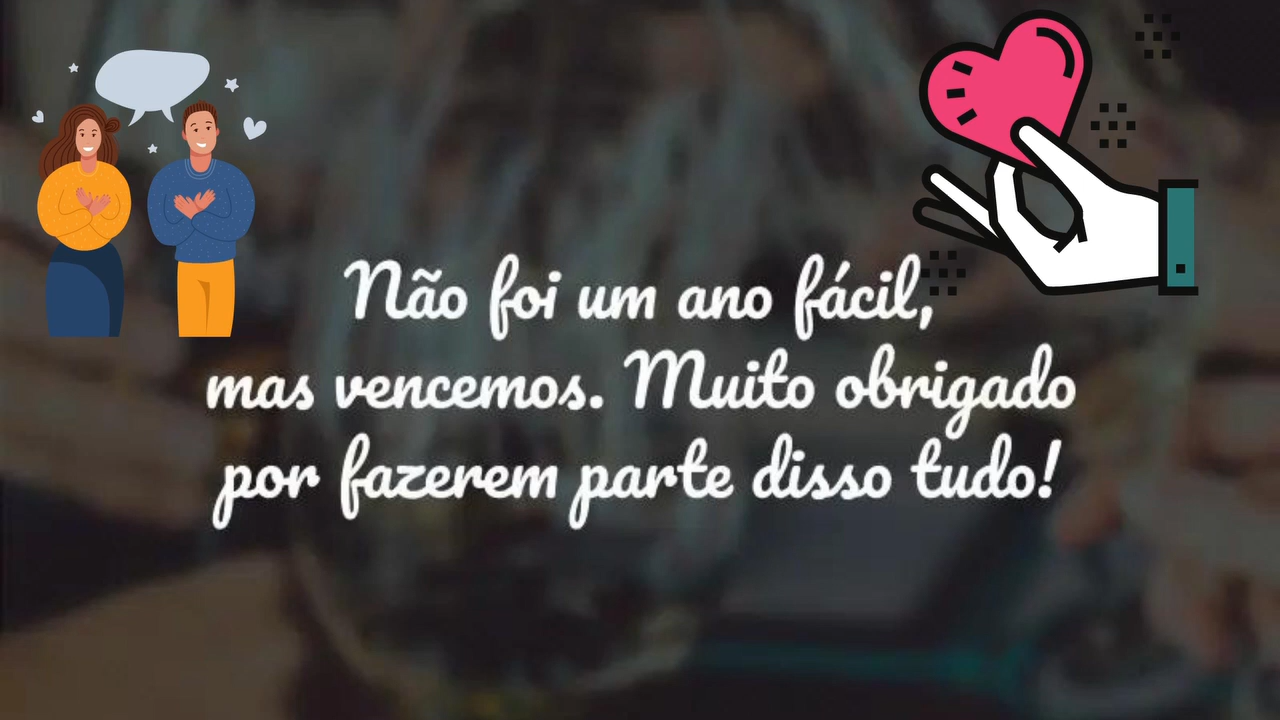 Não foi um ano fácil,
mas vencemos. Muito obrigado
por fazerem parte disso tudo!